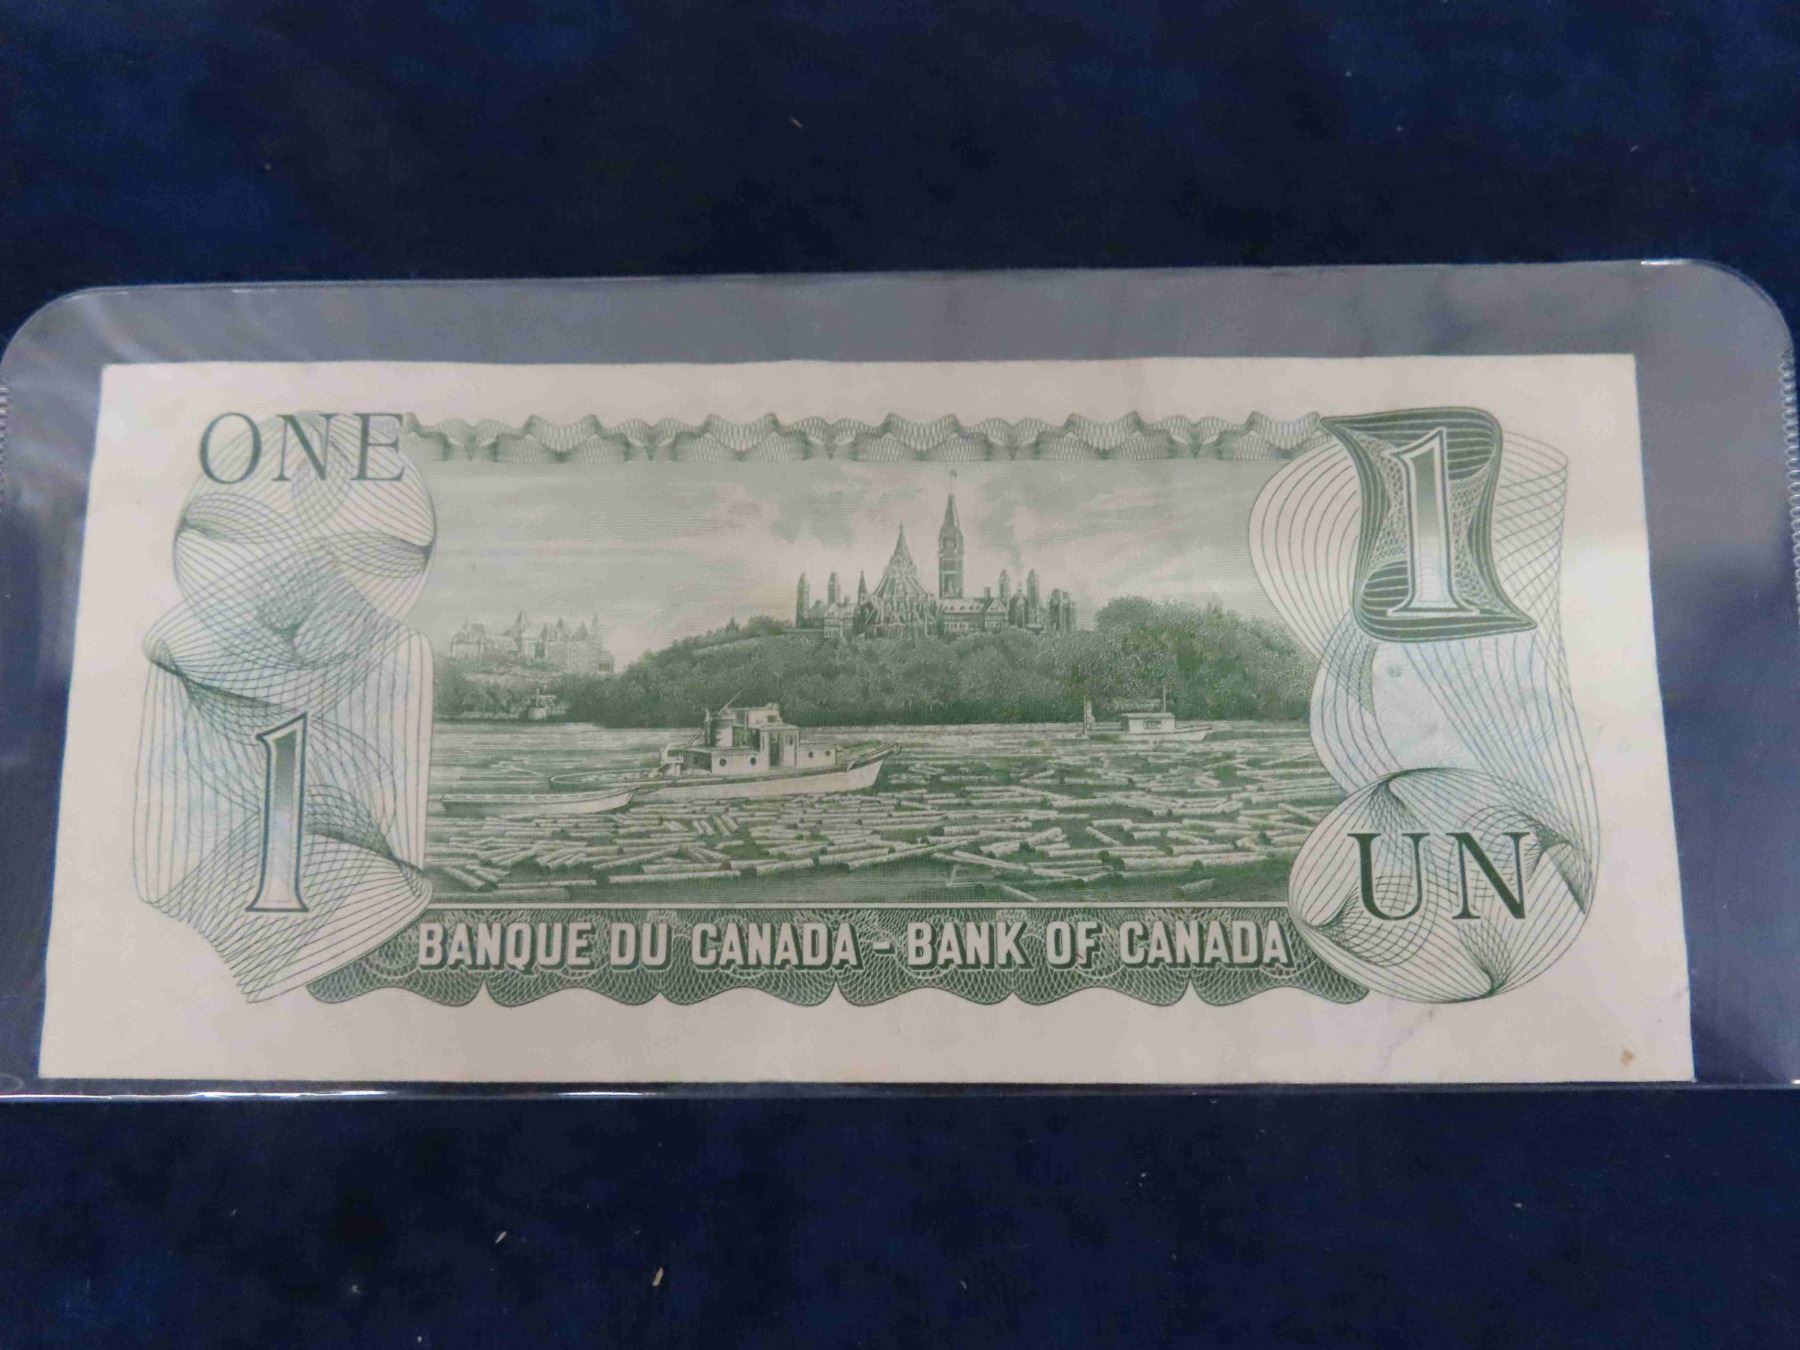 ONE
1
1
UN
BANQUE DU CANADA - BANK OF CANADA